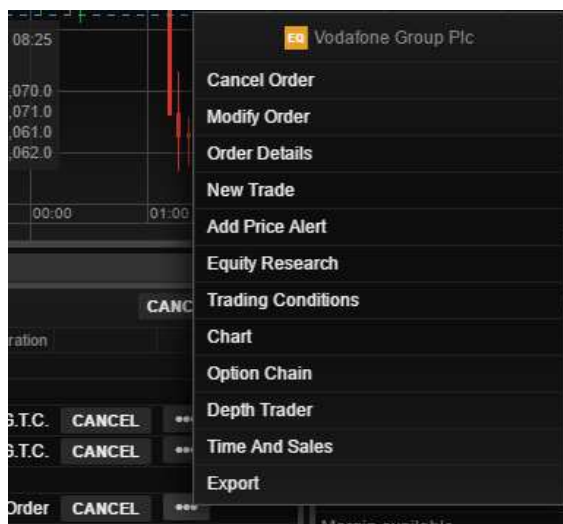 08:25
EQ Vodafone Group Plc
Cancel Order
,070.0
Modify Order
,071.0
,061.0
Order Details
,062.0
New Trade
00:00 01:00
Add Price Alert
Equity Research
CANC
Trading Conditions
ration
Chart
Option Chain
Depth Trader
G.T.C. CANCEL •••
Time And Sales
G.T.C. CANCEL •••
Export
Order CANCEL •••
Margin available